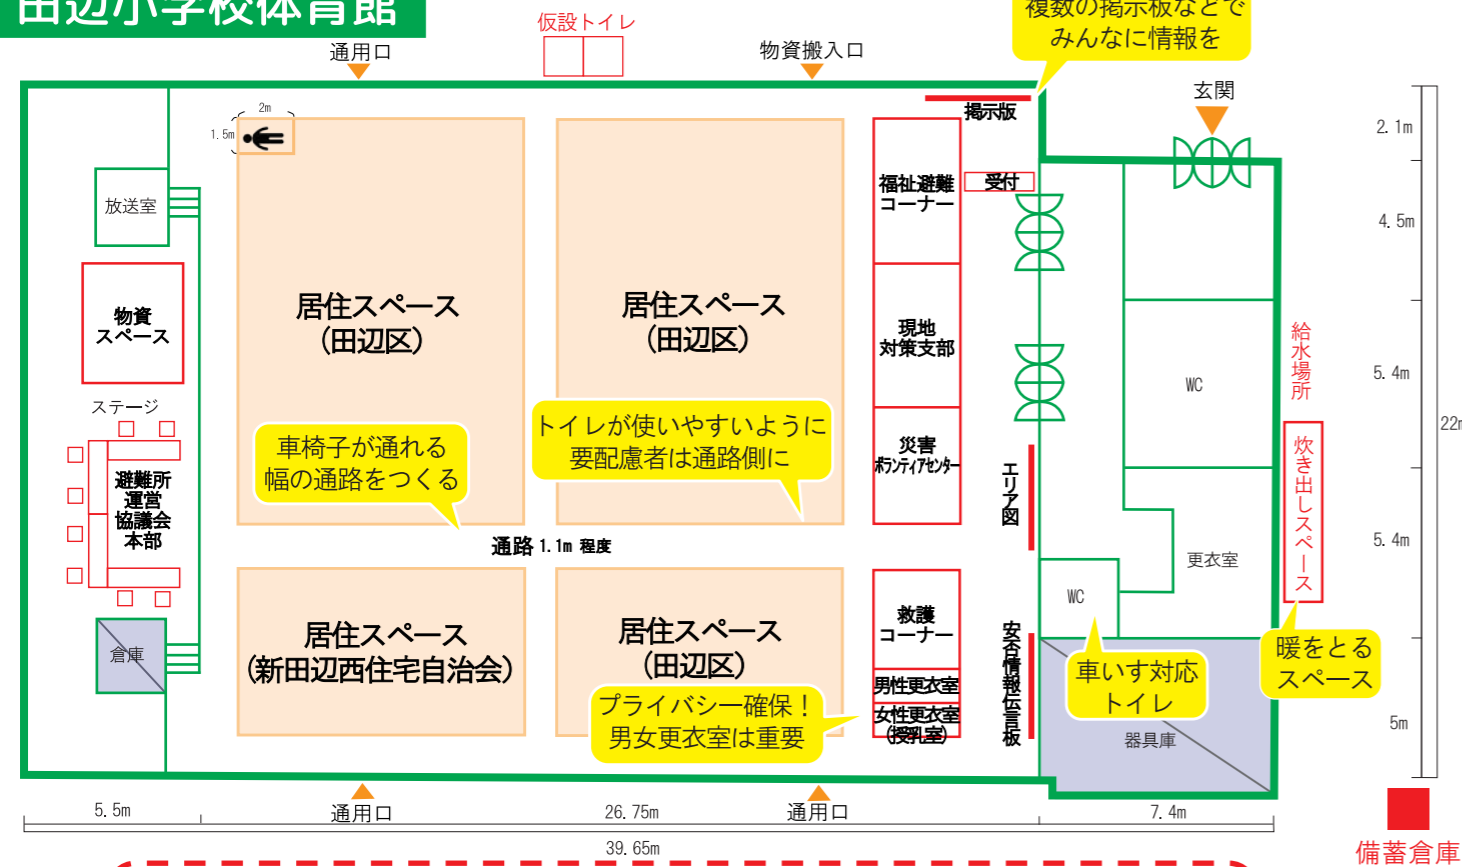 田辺小学校体育館
複数の掲示板などで
みんなに情報を
仮設トイレ
通用口
物資搬入口
玄関
掲示版
2m
1.5m
2.1m
放送室
福祉避難
コーナー
受付
4.5m
物資
スペース
居住スペース
(田辺区)
居住スペース
(田辺区)
現地
対策支部
給水場所
WC
5.4m
22m
ステージ
車椅子が通れる
幅の通路をつくる
トイレが使いやすいように
要配慮者は通路側に
災害
ボランティアセンター
エリア図
炊き出しスペース
避難所
運営
協議会
本部
通路 1.1m 程度
5.4m
更衣室
WC
居住スペース
(新田辺西住宅自治会)
居住スペース
(田辺区)
救護
コーナー
倉庫
男性更衣室
女性更衣室
(授乳室)
プライバシー確保！
男女更衣室は重要
安否情報伝言板
車いす対応
トイレ
暖をとる
スペース
器具庫
5m
5.5m
通用口
26.75m
通用口
7.4m
39.65m
備蓄倉庫